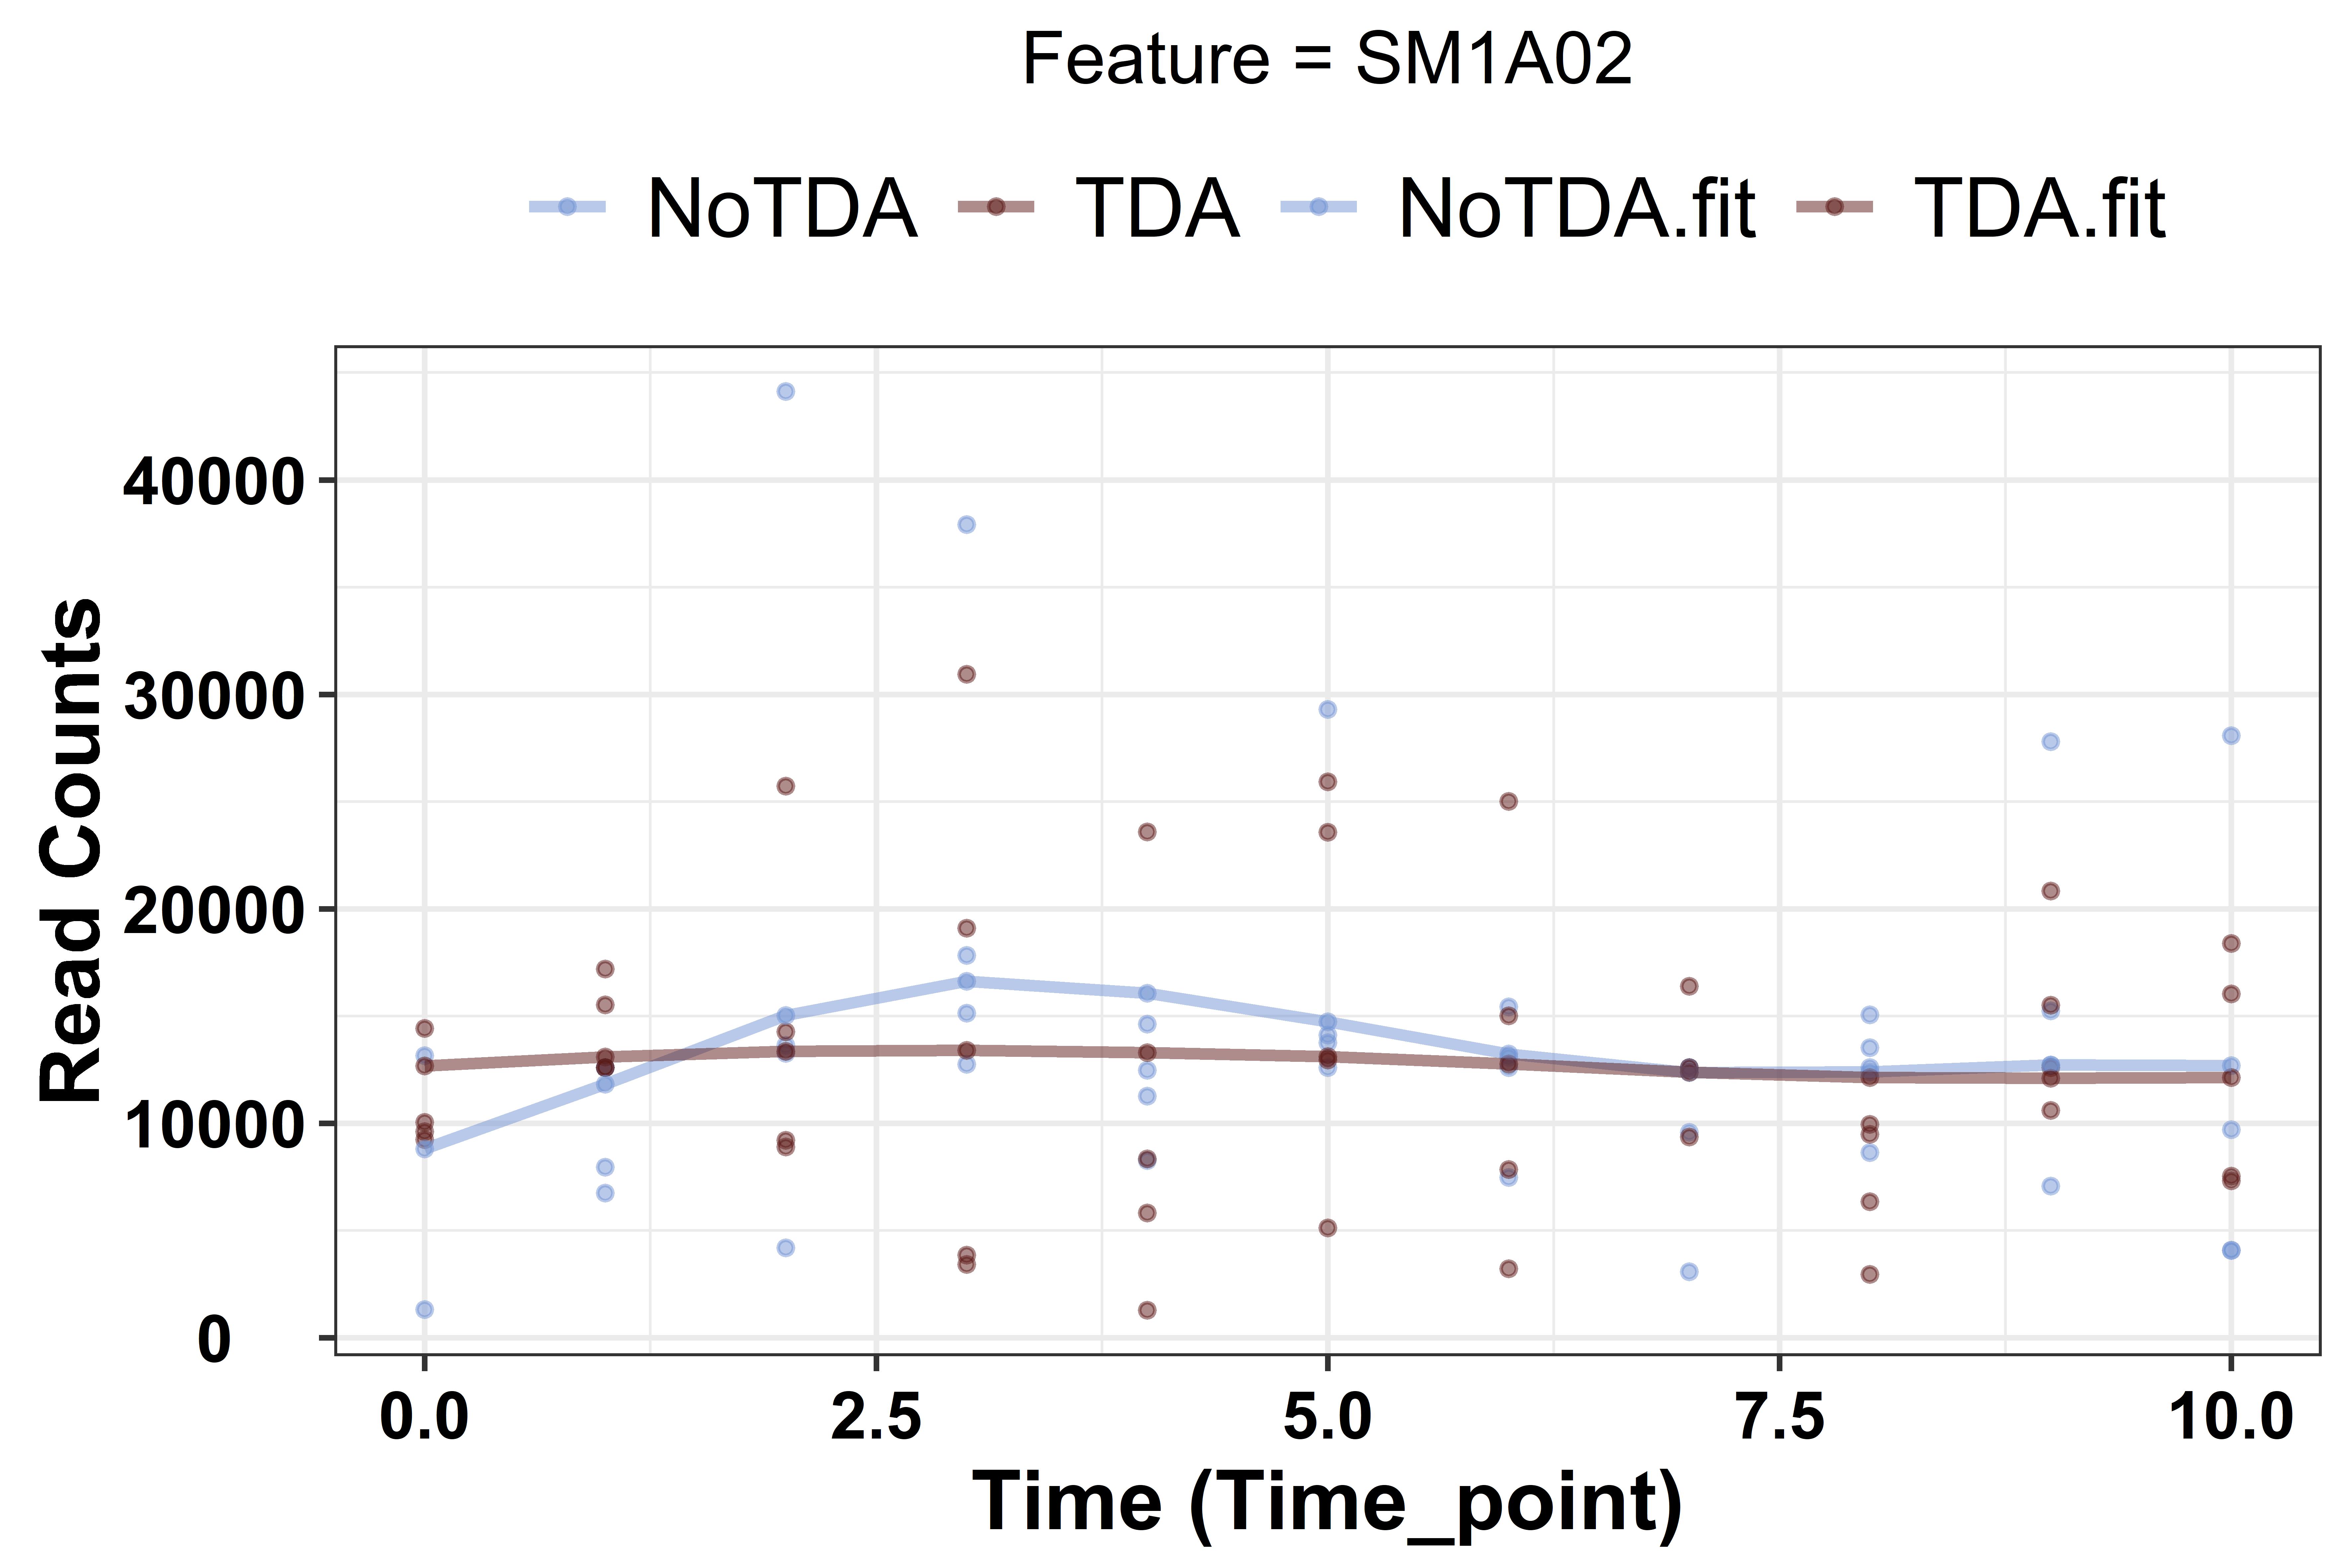 Feature = SM1A02
NoTDA TDA NoTDA.fit TDA.fit
Read Counts
40000
30000
20000
10000
0
0.0 2.5 5.0 7.5 10.0
Time (Time_point)